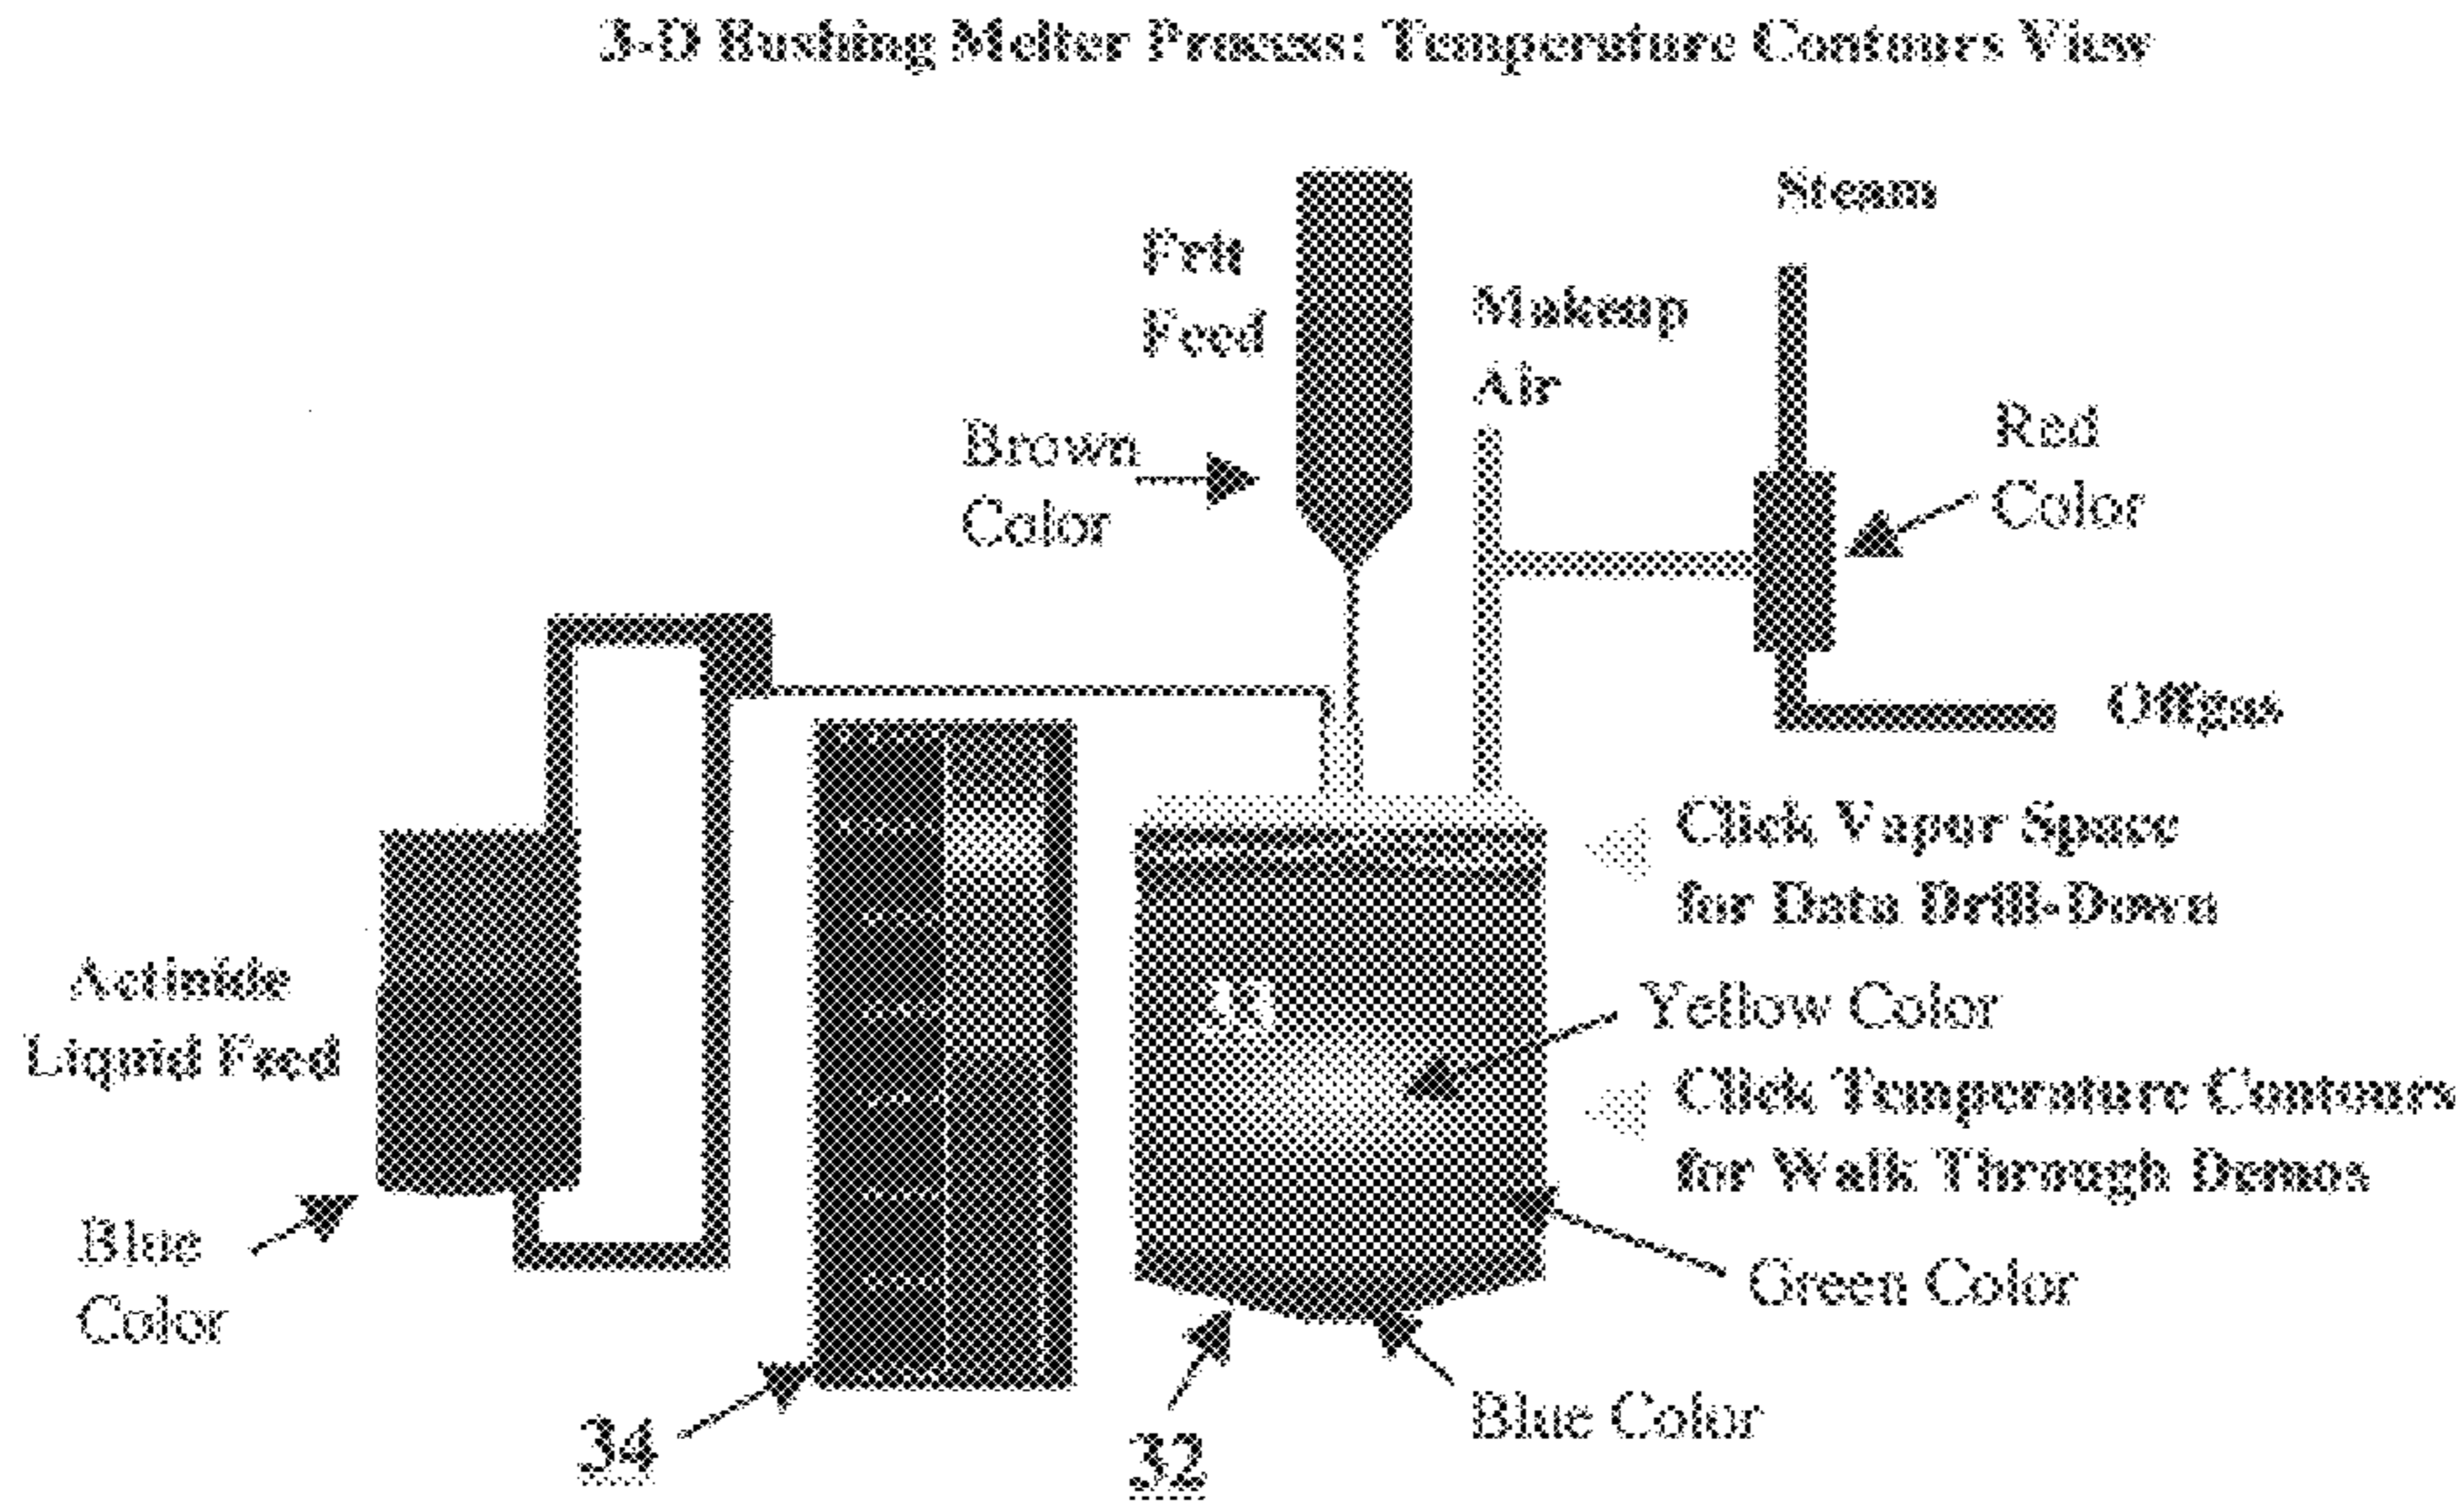 3-D Bushing Melter Process: Temperature Contours View
Steam
Frit
Feed
Makeup
Air
Brown
Color
Red
Color
Offgas
Click Vapor Space
for Data Drill-Down
Actinide
Liquid Feed
33
Yellow Color
Click Temperature Contours
for Walk Through Demos
Blue
Color
Green Color
Blue Color
34
32